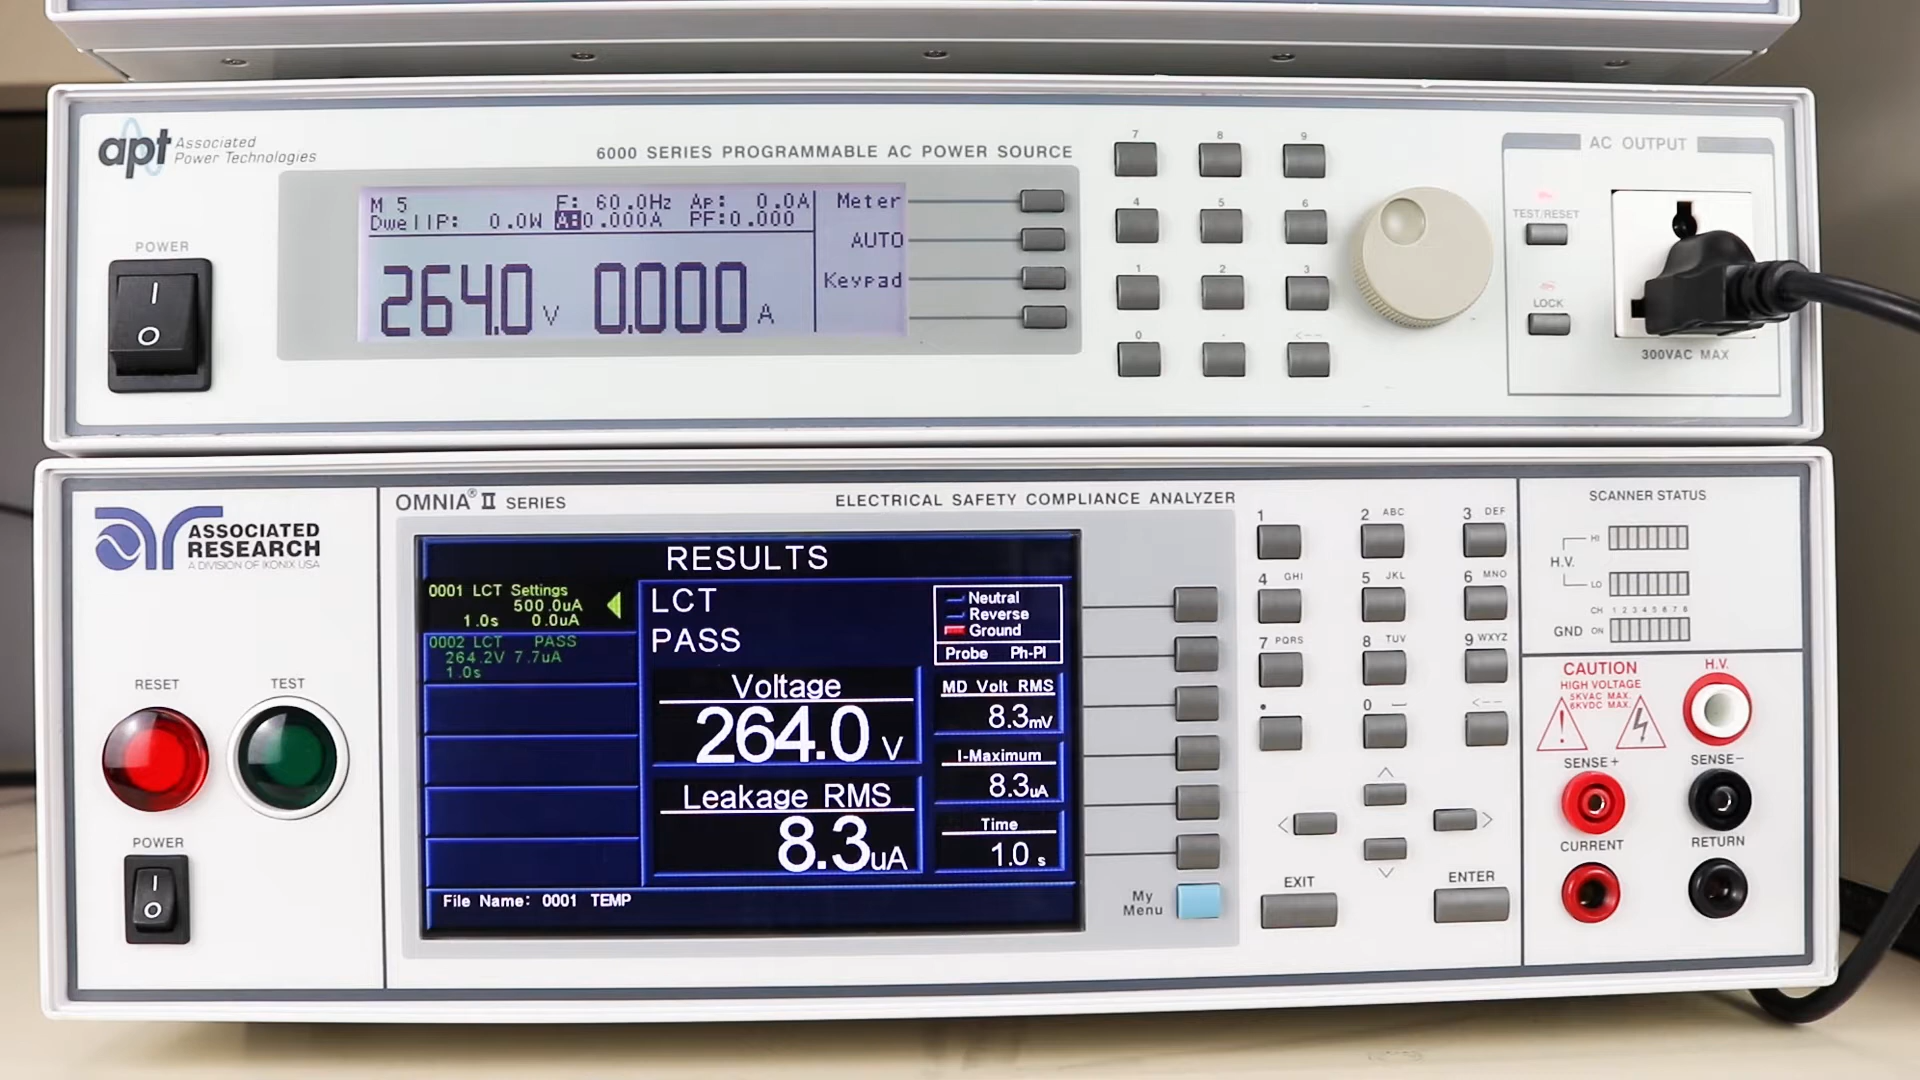 apt Associated
Power Technologies
6000 SERIES PROGRAMMABLE AC POWER SOURCE
POWER
I
O
M 5 F: 60.0Hz Ap: 0.0A
Dwell P: 0.0W A:0.000A PF:0.000
264.0 V 0.000 A
Meter
AUTO
Keypad
7 8 9
4 5 6
1 2 3
0 . <--
AC OUTPUT
TEST/RESET
LOCK
300VAC MAX
ASSOCIATED
RESEARCH
A DIVISION OF IKONIX USA
OMNIA® II SERIES
ELECTRICAL SAFETY COMPLIANCE ANALYZER
RESET
TEST
POWER
I
O
RESULTS
0001 LCT Settings
500.0uA
1.0s 0.0uA
0002 LCT PASS
264.2V 7.7uA
1.0s
LCT
PASS
Voltage
264.0 V
Leakage RMS
8.3uA
Neutral
Reverse
Ground
Probe Ph-Pl
MD Volt RMS
8.3mV
I-Maximum
8.3uA
Time
1.0 s
File Name: 0001 TEMP
My
Menu
1 2 ABC 3 DEF
4 GHI 5 JKL 6 MNO
7 PQRS 8 TUV 9 WXYZ
. 0 <--
EXIT
ENTER
SCANNER STATUS
HI
H.V.
LO
CH 1 2 3 4 5 6 7 8
GND ON
CAUTION
HIGH VOLTAGE
5KVAC MAX.
6KVDC MAX.
H.V.
SENSE+
SENSE-
CURRENT
RETURN